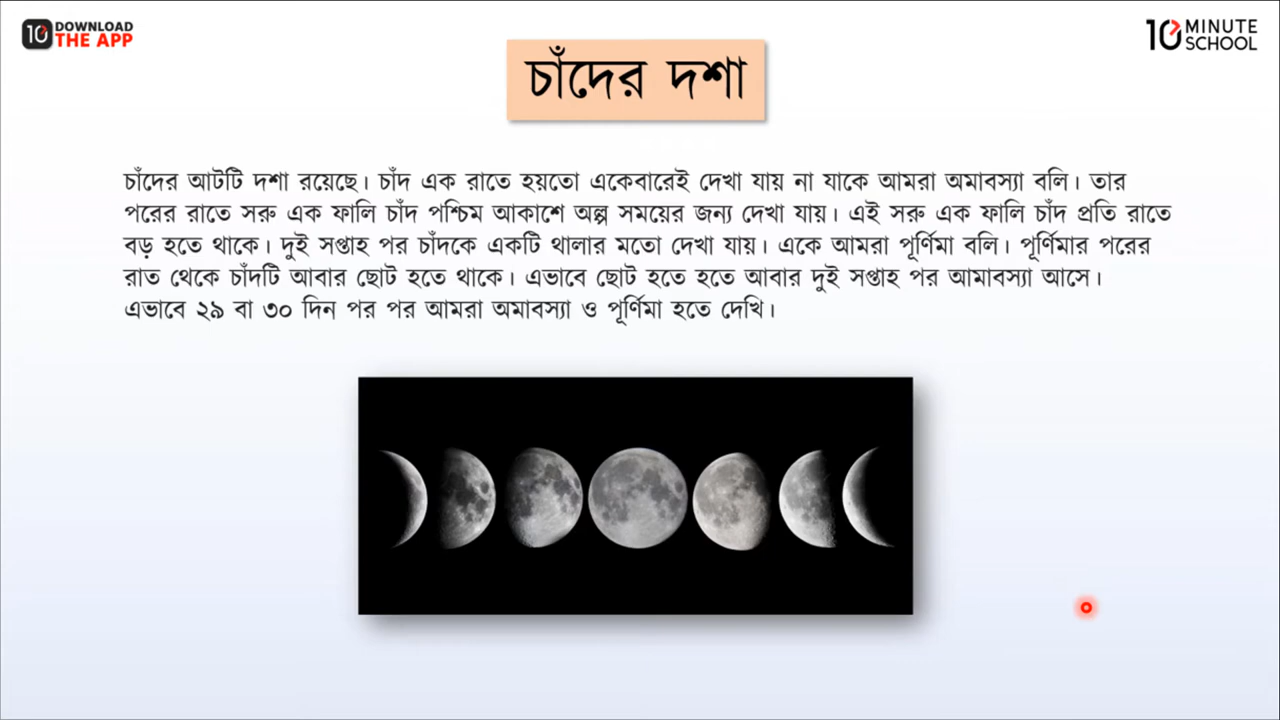 DOWNLOAD
THE APP
10 MINUTE
SCHOOL
চাঁদের দশা
চাঁদের আটটি দশা রয়েছে। চাঁদ এক রাতে হয়তো একেবারেই দেখা যায় না যাকে আমরা অমাবস্যা বলি। তার
পরের রাতে সরু এক ফালি চাঁদ পশ্চিম আকাশে অল্প সময়ের জন্য দেখা যায়। এই সরু এক ফালি চাঁদ প্রতি রাতে
বড় হতে থাকে। দুই সপ্তাহ পর চাঁদকে একটি থালার মতো দেখা যায়। একে আমরা পূর্ণিমা বলি। পূর্ণিমার পরের
রাত থেকে চাঁদটি আবার ছোট হতে থাকে। এভাবে ছোট হতে হতে আবার দুই সপ্তাহ পর আমাবস্যা আসে।
এভাবে ২৯ বা ৩০ দিন পর পর আমরা অমাবস্যা ও পূর্ণিমা হতে দেখি।